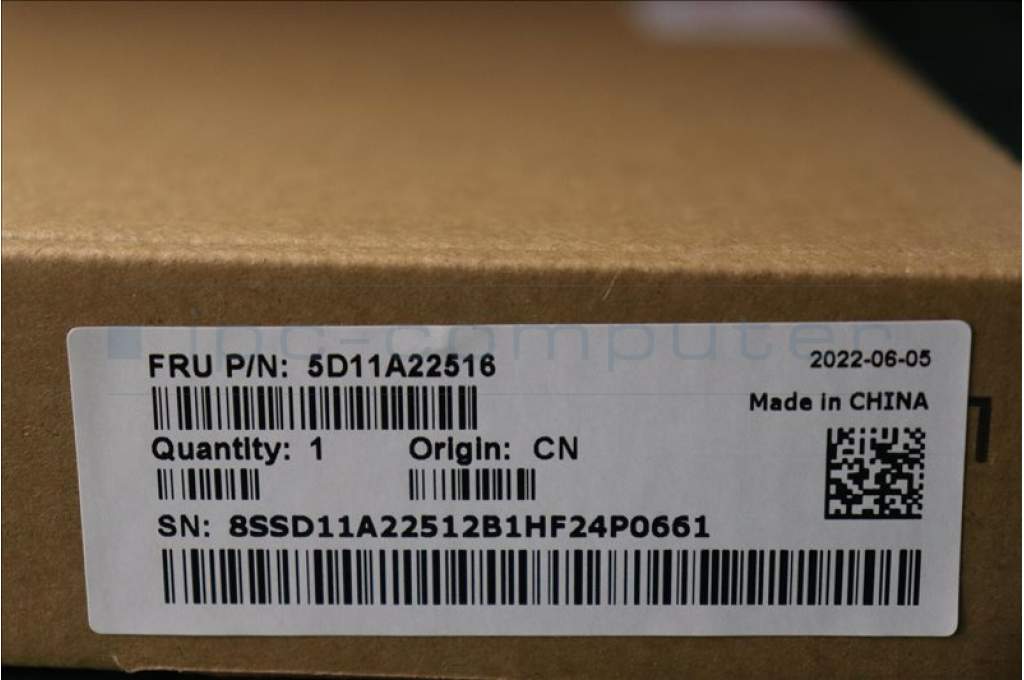 ipc-computer
FRU P/N: 5D11A22516
2022-06-05
Made in CHINA
Quantity: 1 Origin: CN
SN: 8SSD11A22512B1HF24P0661